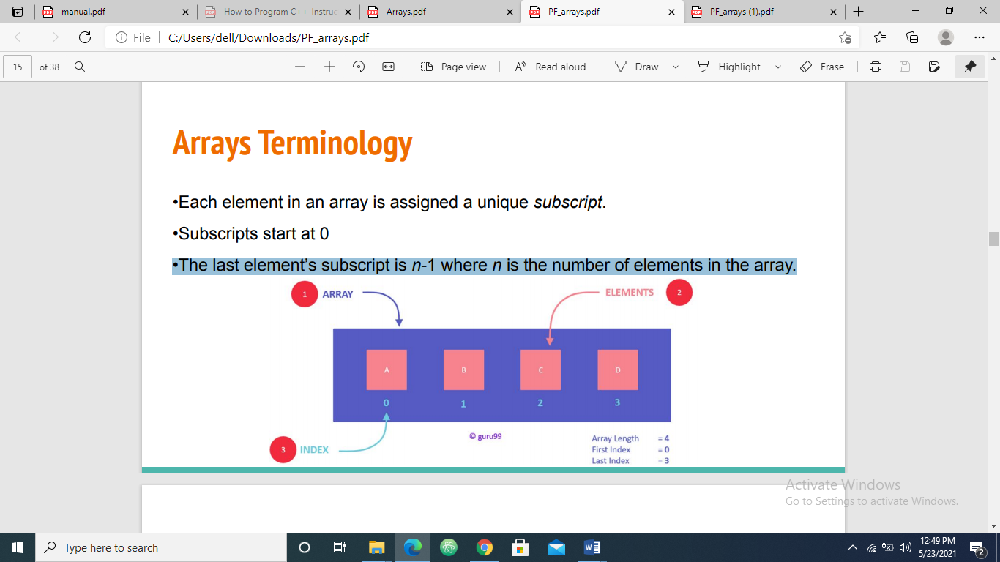 manual.pdf
How to Program C++-Instruc
Arrays.pdf
PF_arrays.pdf
PF_arrays (1).pdf
File
C:/Users/dell/Downloads/PF_arrays.pdf
15 of 38
Page view
Read aloud
Draw
Highlight
Erase
Arrays Terminology
•Each element in an array is assigned a unique subscript.
•Subscripts start at 0
•The last element's subscript is n-1 where n is the number of elements in the array.
1 ARRAY
ELEMENTS 2
A B C D
0 1 2 3
© guru99
3 INDEX
Array Length = 4
First Index = 0
Last Index = 3
Activate Windows
Go to Settings to activate Windows.
Type here to search
12:49 PM
5/23/2021
2